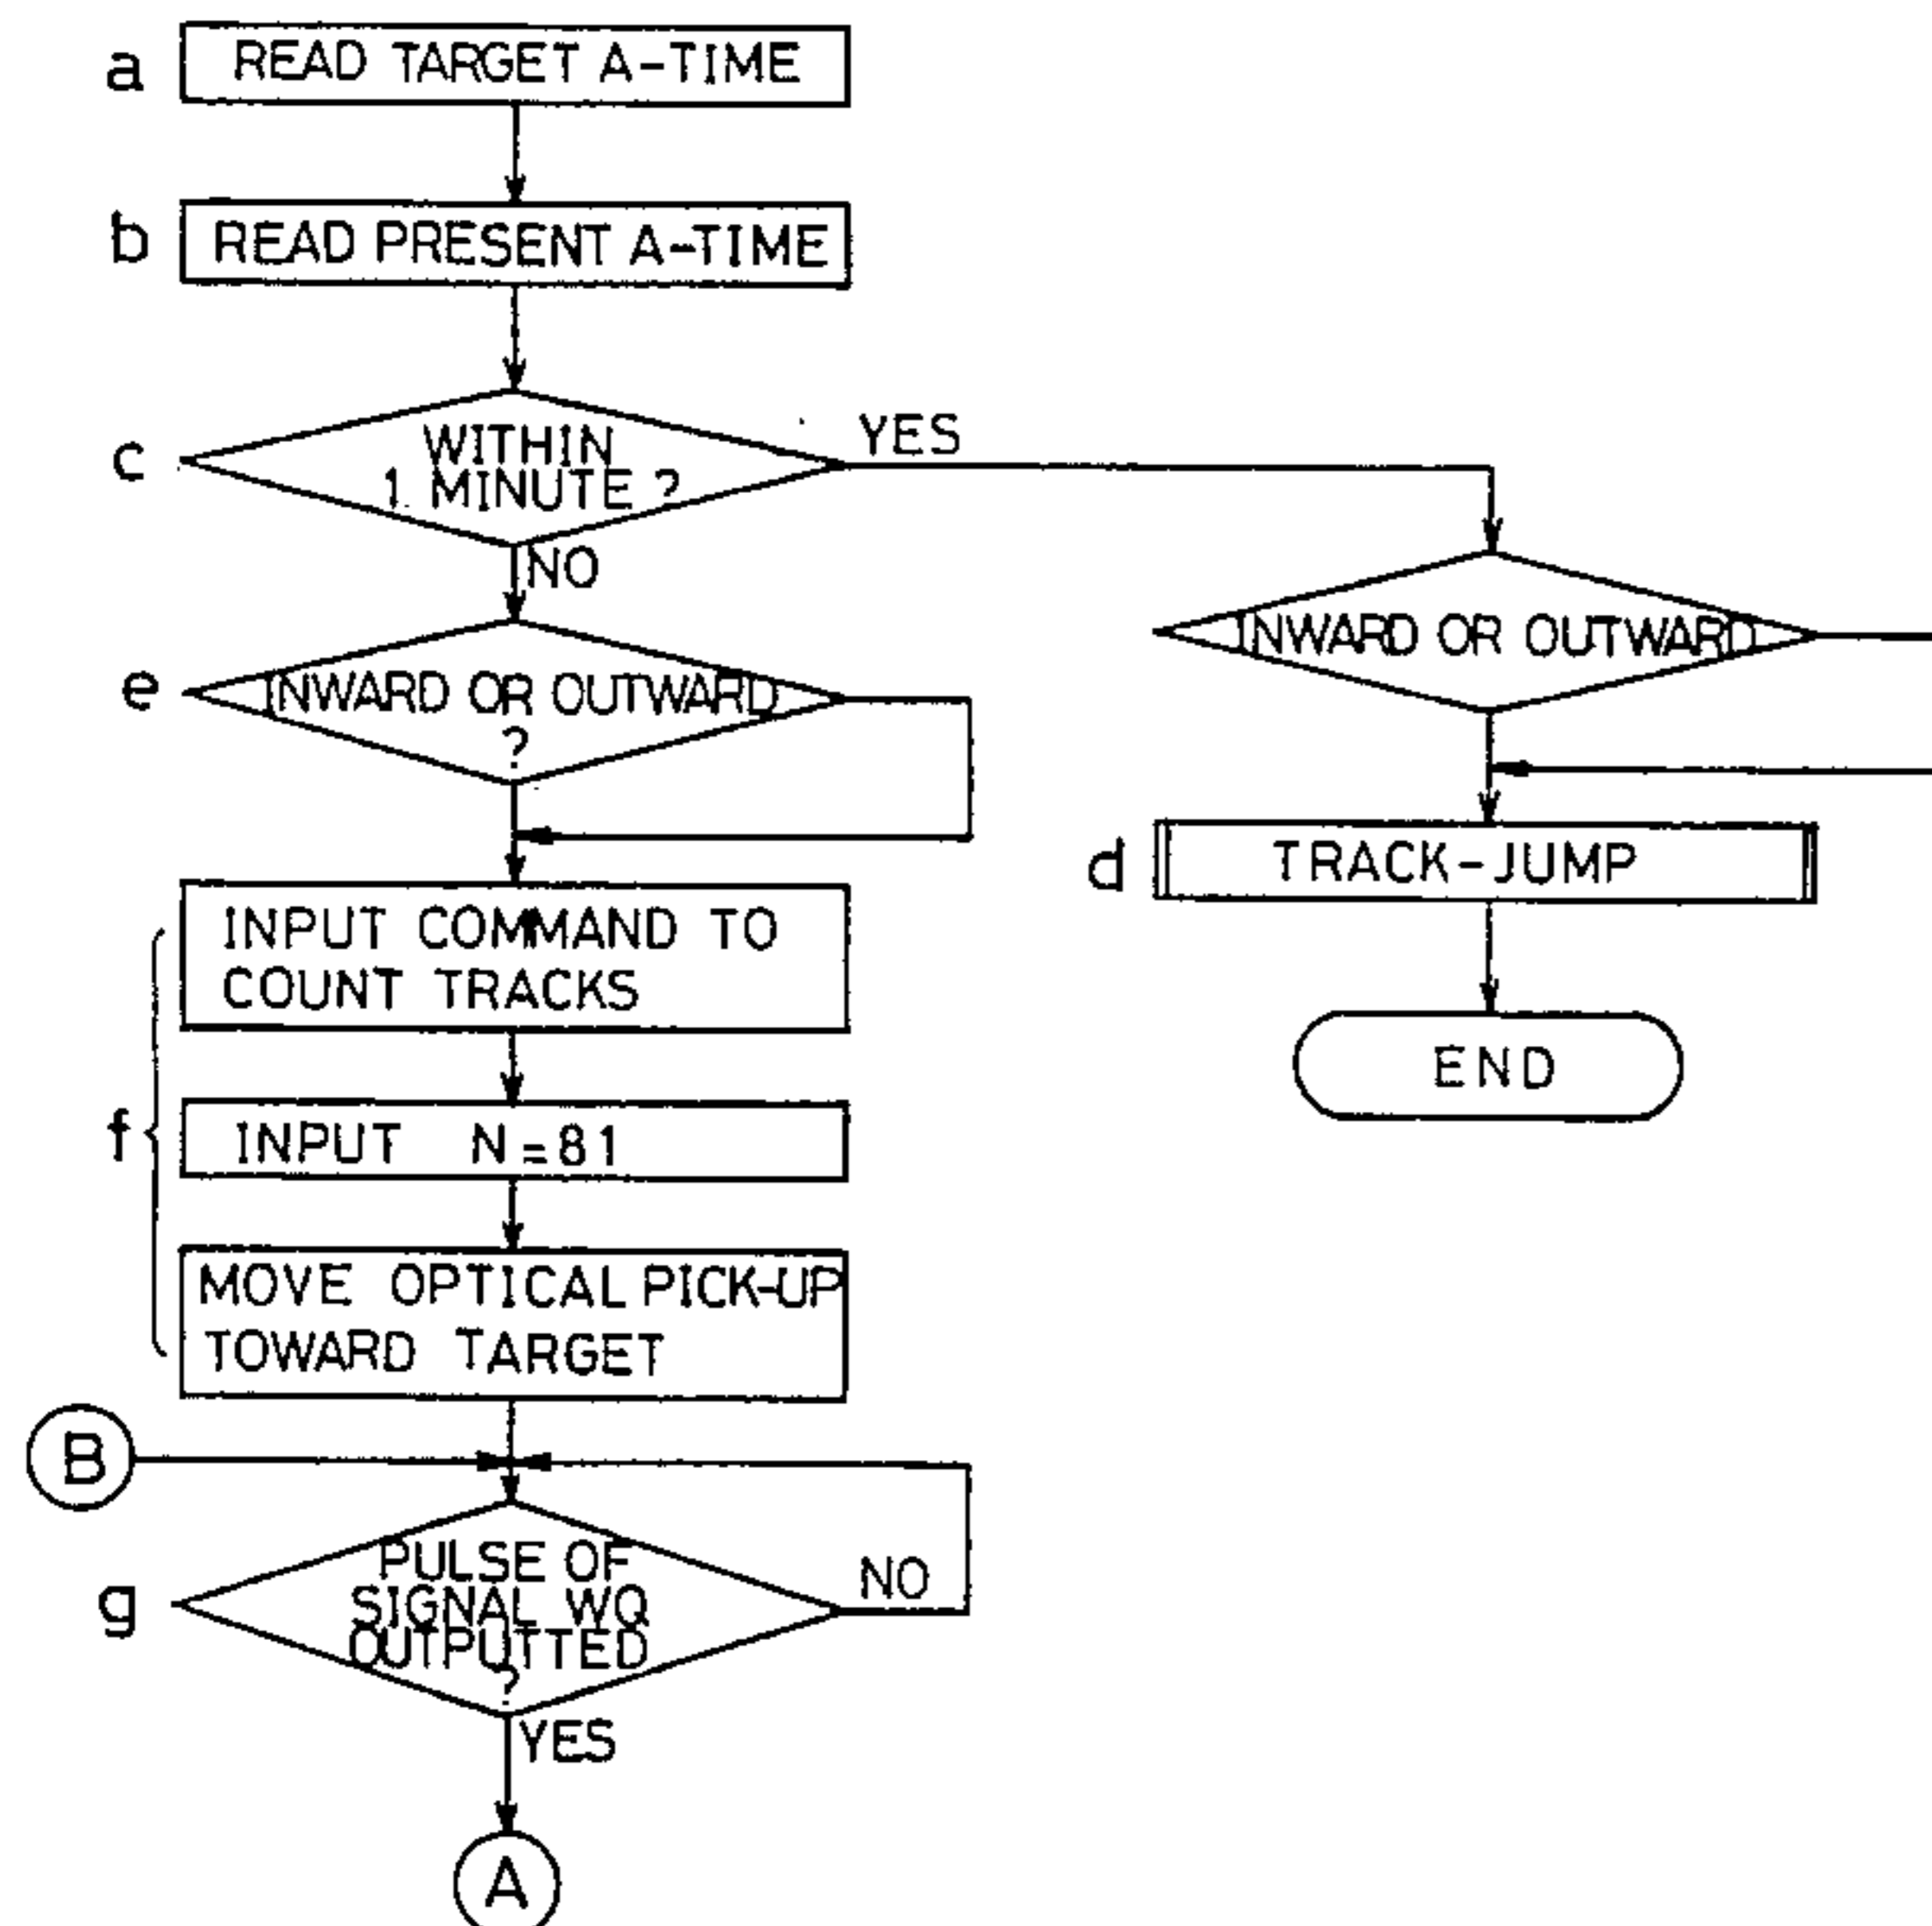 a
READ TARGET A-TIME
b
READ PRESENT A-TIME
c
WITHIN
1 MINUTE ?
YES
NO
INWARD OR OUTWARD
e
INWARD OR OUTWARD
?
d
TRACK-JUMP
END
f
INPUT COMMAND TO
COUNT TRACKS
INPUT N=81
MOVE OPTICAL PICK-UP
TOWARD TARGET
B
g
PULSE OF
SIGNAL WQ
OUTPUTTED
?
NO
YES
A